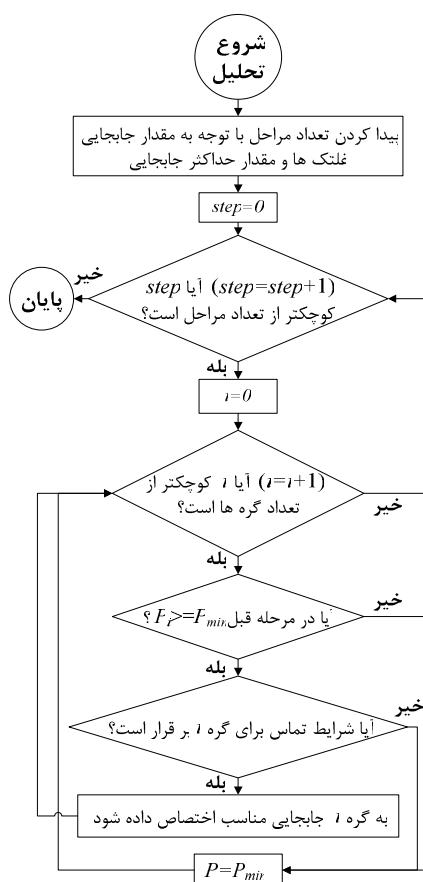 شروع
تحلیل
پیدا کردن تعداد مراحل با توجه به مقدار جابجایی
غلتک ها و مقدار حداکثر جابجایی
step=0
(step=step+1) آیا step
کوچکتر از تعداد مراحل است؟
خیر
پایان
بله
i=0
(i=i+1) آیا i کوچکتر از
تعداد گره ها است؟
خیر
بله
آیا در مرحله قبل P_i>=P_min ؟
خیر
بله
آیا شرایط تماس برای گره i بر قرار است؟
خیر
بله
به گره i جابجایی مناسب اختصاص داده شود
P=P_min